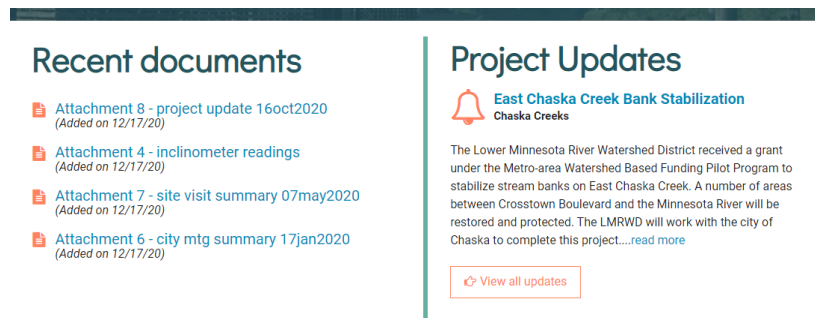 Recent documents
Attachment 8 - project update 16oct2020
(Added on 12/17/20)
Attachment 4 - inclinometer readings
(Added on 12/17/20)
Attachment 7 - site visit summary 07may2020
(Added on 12/17/20)
Attachment 6 - city mtg summary 17jan2020
(Added on 12/17/20)
Project Updates
East Chaska Creek Bank Stabilization
Chaska Creeks
The Lower Minnesota River Watershed District received a grant
under the Metro-area Watershed Based Funding Pilot Program to
stabilize stream banks on East Chaska Creek. A number of areas
between Crosstown Boulevard and the Minnesota River will be
restored and protected. The LMRWD will work with the city of
Chaska to complete this project....read more
View all updates